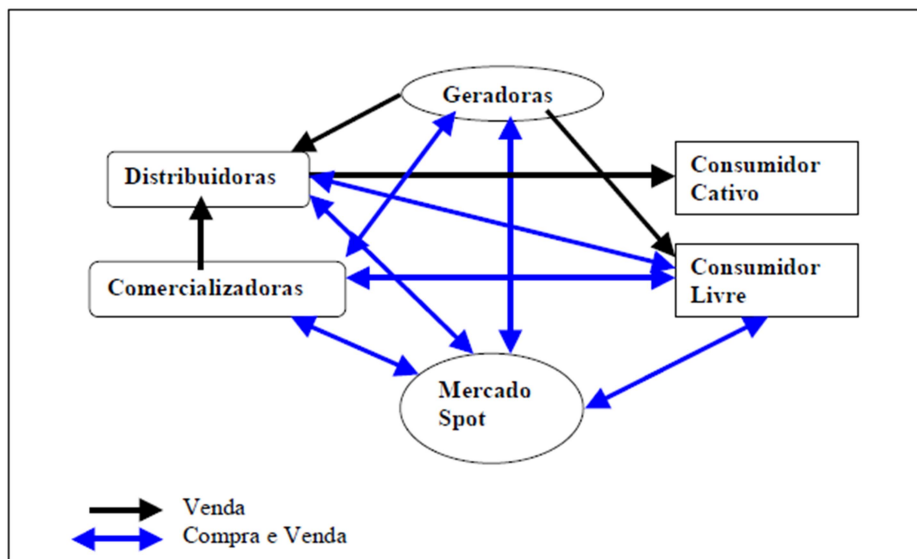 Geradoras
Distribuidoras
Consumidor
Cativo
Comercializadoras
Consumidor
Livre
Mercado
Spot
Venda
Compra e Venda